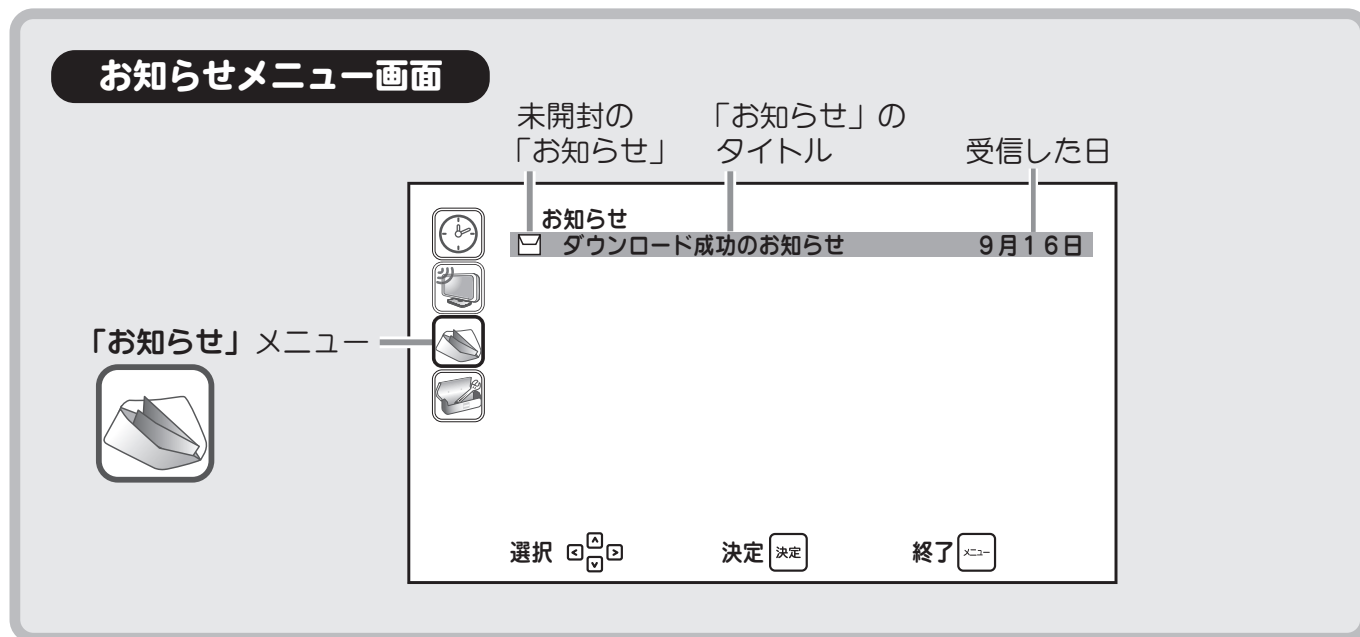 お知らせメニュー画面
未開封の
「お知らせ」
「お知らせ」の
タイトル
受信した日
お知らせ
ダウンロード成功のお知らせ 9月16日
「お知らせ」メニュー
選択 決定 決定 終了 メニュー